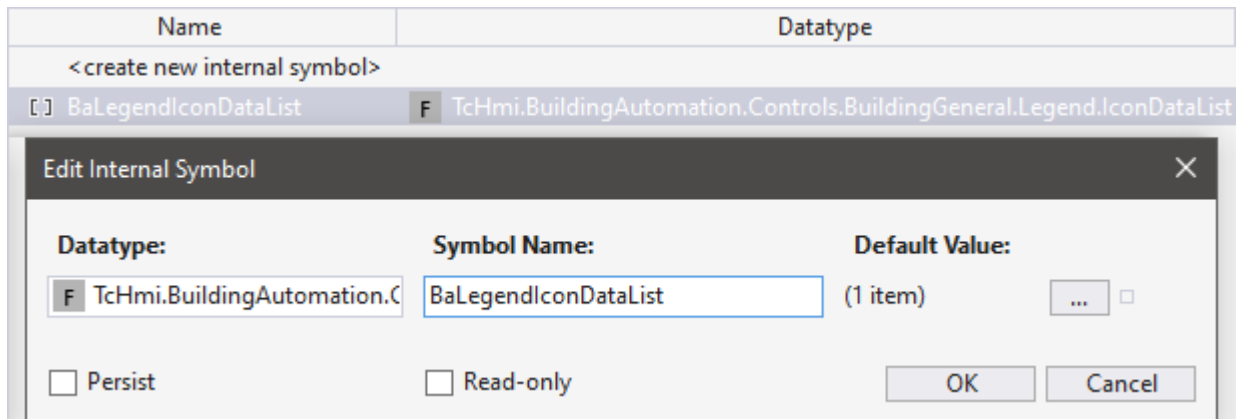 Name Datatype
<create new internal symbol>
[ ] BaLegendIconDataList F TcHmi.BuildingAutomation.Controls.BuildingGeneral.Legend.IconDataList
Edit Internal Symbol
Datatype: Symbol Name: Default Value:
F TcHmi.BuildingAutomation.C BaLegendIconDataList (1 item) ...
Persist Read-only OK Cancel